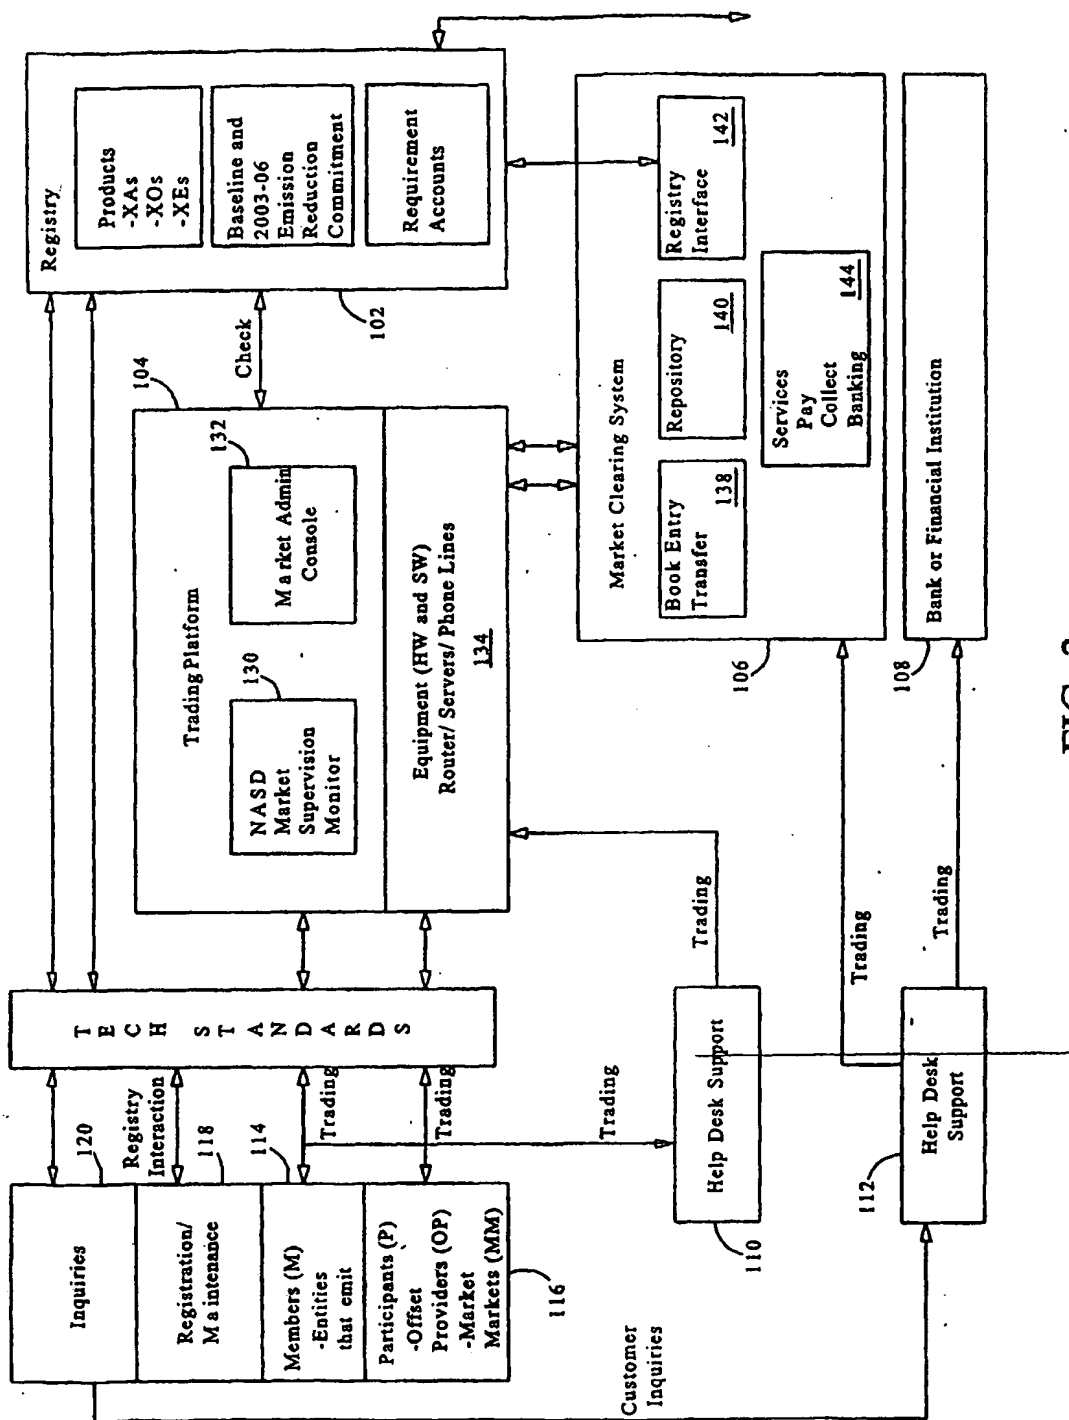 Inquiries
120
Registration/
Maintenance
118
Members (M)
-Entities
that emit
114
Participants (P)
-Offset
Providers (OP)
-Market
Markets (MM)
116
Registry
Interaction
Trading
Trading
TECH STANDARDS
Trading Platform
104
NASD
Market
Supervision
Monitor
130
Market Admin
Console
132
Equipment (HW and SW)
Router/ Servers/ Phone Lines
134
Check
Registry
Products
-XAs
-XOs
-XEs
Baseline and
2003-06
Emission
Reduction
Commitment
Requirement
Accounts
102
Trading
Help Desk Support
110
Trading
Market Clearing System
Book Entry
Transfer
138
Repository
140
Registry
Interface
142
Services
Pay
Collect
Banking
144
106
Customer
Inquiries
112
Help Desk
Support
Trading
Trading
108
Bank or Financial Institution